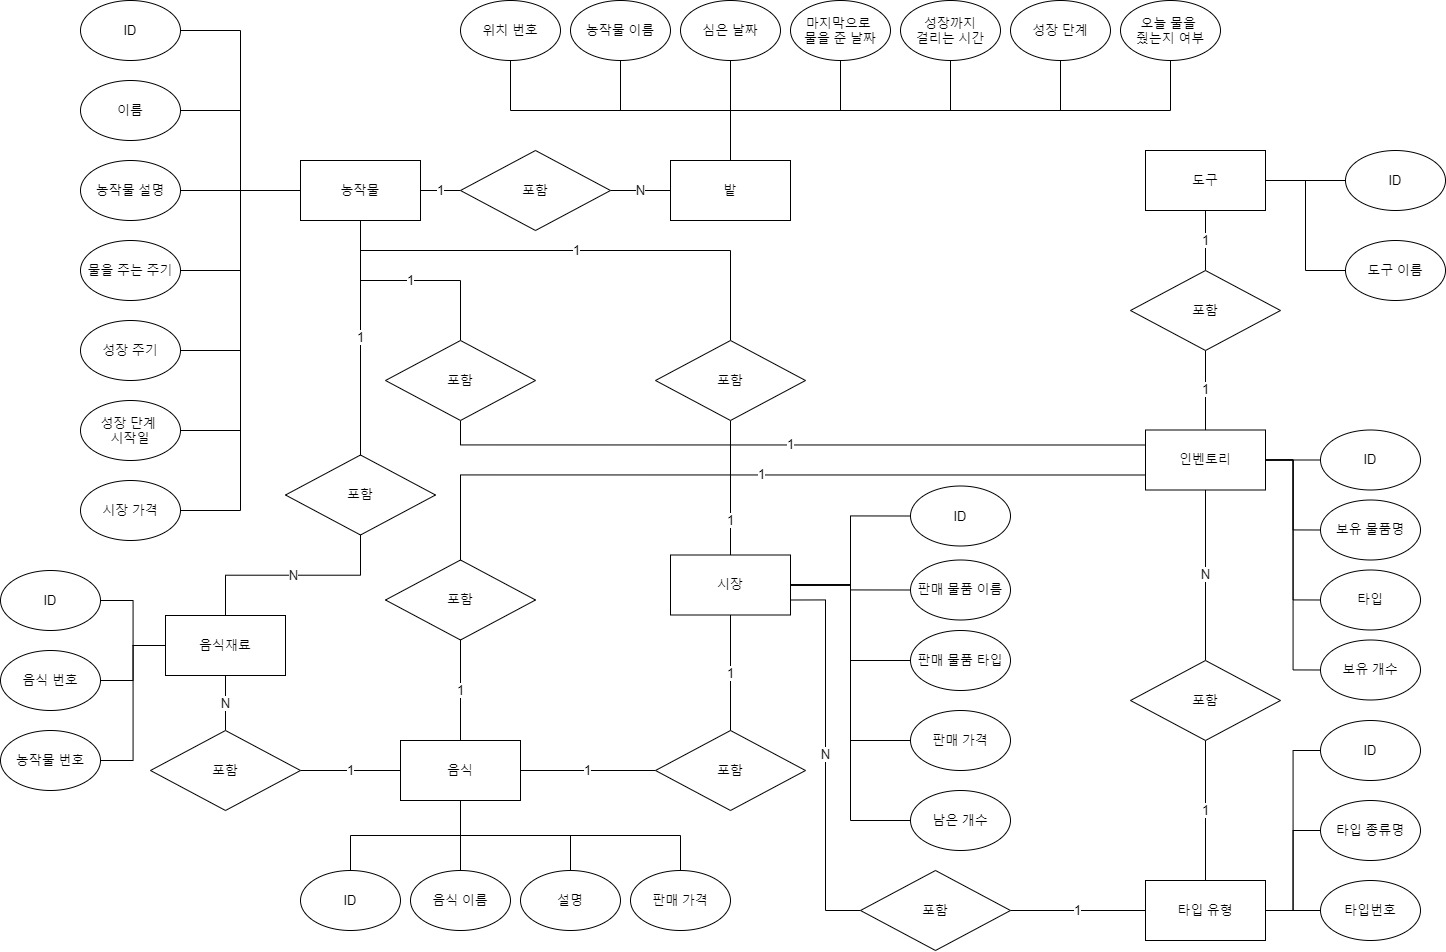 ID
위치 번호
농작물 이름
심은 날짜
마지막으로
물을 준 날짜
성장까지
걸리는 시간
성장 단계
오늘 물을
줬는지 여부
이름
농작물 설명
농작물
1
포함
N
밭
도구
ID
1
1
물을 주는 주기
도구 이름
1
포함
1
성장 주기
포함
포함
1
성장 단계
시작일
1
인벤토리
ID
1
시장 가격
포함
1
ID
보유 물품명
N
N
시장
판매 물품 이름
타입
ID
포함
음식재료
판매 물품 타입
보유 개수
음식 번호
1
1
N
포함
판매 가격
N
ID
농작물 번호
포함
1
음식
1
포함
1
남은 개수
타입 종류명
ID
음식 이름
설명
판매 가격
포함
1
타입 유형
타입번호